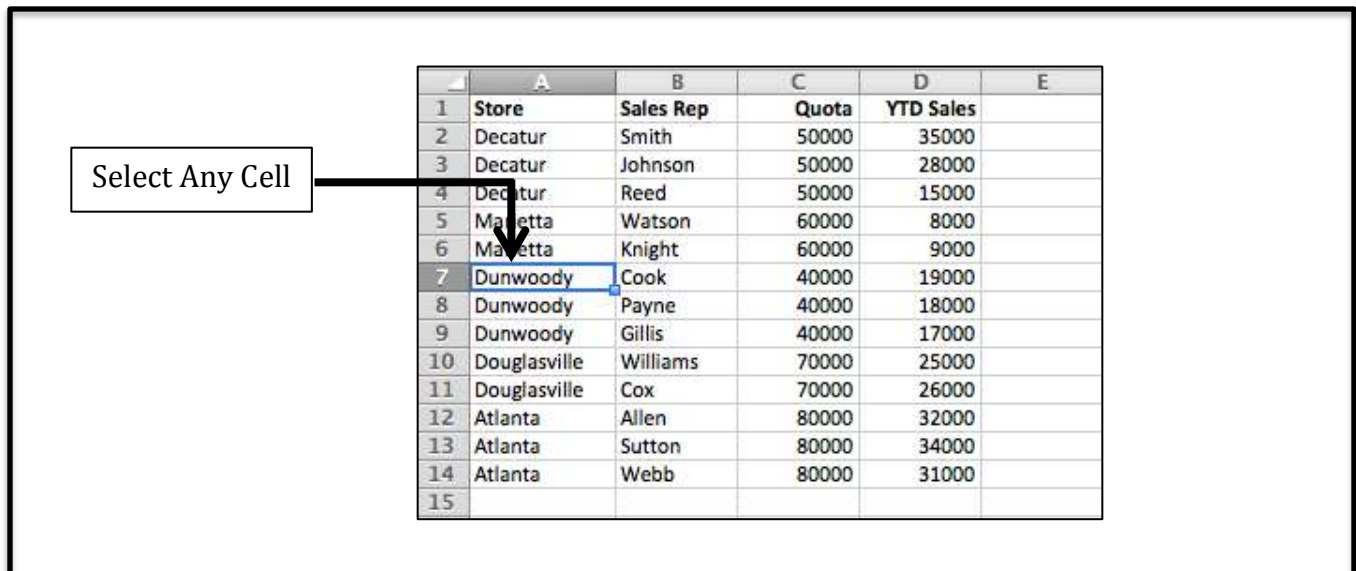 A B C D E
1 Store Sales Rep Quota YTD Sales
2 Decatur Smith 50000 35000
3 Decatur Johnson 50000 28000
Select Any Cell
4 Decatur Reed 50000 15000
5 Marietta Watson 60000 8000
6 Marietta Knight 60000 9000
7 Dunwoody Cook 40000 19000
8 Dunwoody Payne 40000 18000
9 Dunwoody Gillis 40000 17000
10 Douglasville Williams 70000 25000
11 Douglasville Cox 70000 26000
12 Atlanta Allen 80000 32000
13 Atlanta Sutton 80000 34000
14 Atlanta Webb 80000 31000
15